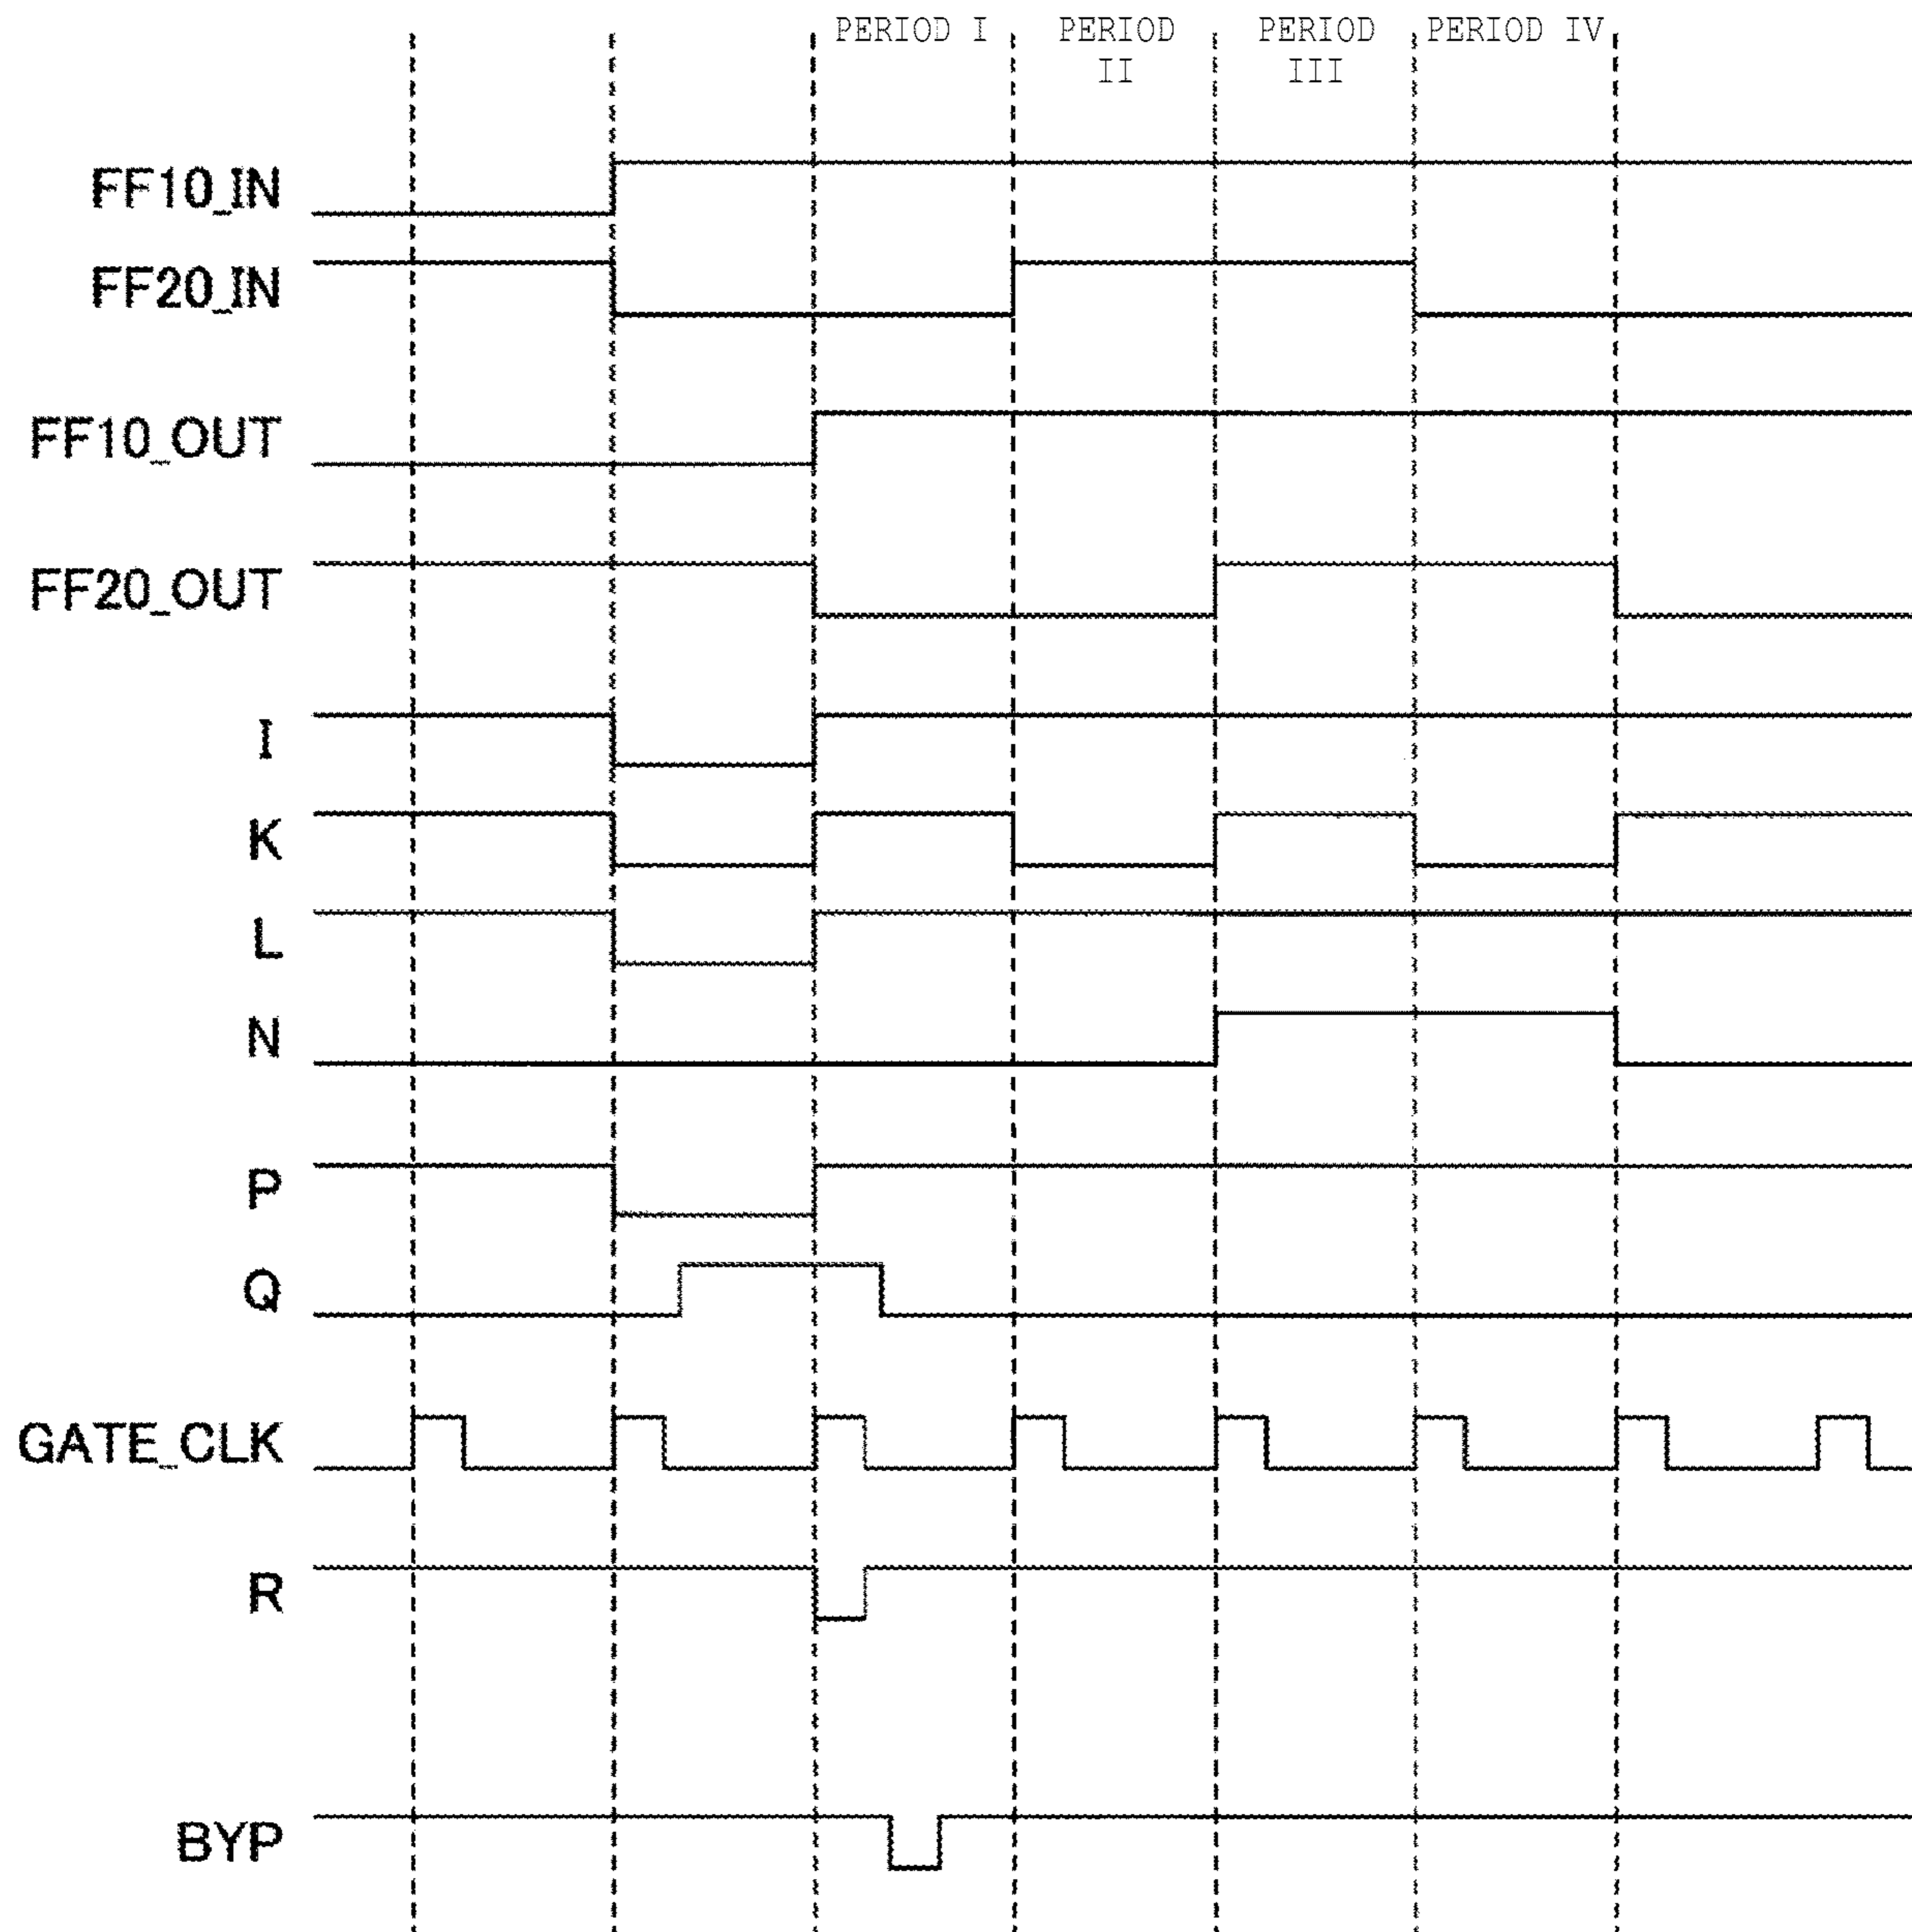 PERIOD I PERIOD PERIOD PERIOD IV
II III
FF10_IN
FF20_IN
FF10_OUT
FF20_OUT
I
K
L
N
P
Q
GATE_CLK
R
BYP